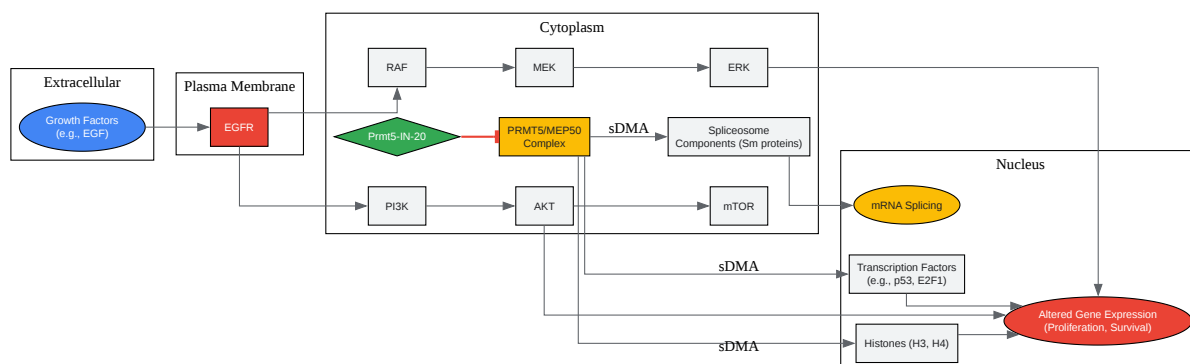 Extracellular
Growth Factors
(e.g., EGF)
Plasma Membrane
EGFR
Cytoplasm
RAF
MEK
ERK
Prmt5-IN-20
PRMT5/MEP50
Complex
sDMA
Spliceosome
Components (Sm proteins)
PI3K
AKT
mTOR
Nucleus
mRNA Splicing
sDMA
Transcription Factors
(e.g., p53, E2F1)
Altered Gene Expression
(Proliferation, Survival)
sDMA
Histones (H3, H4)